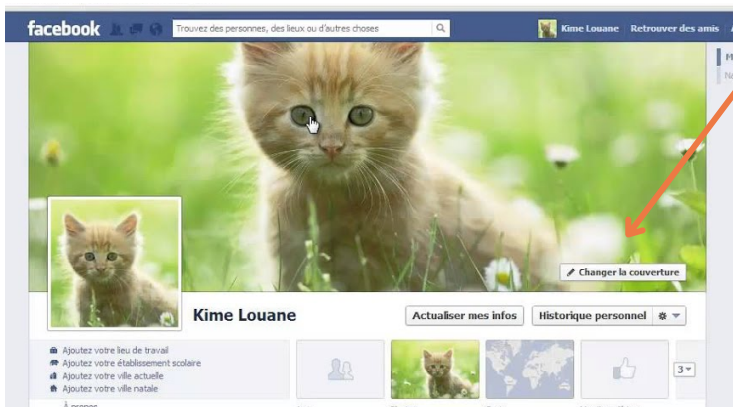 facebook Trouvez des personnes, des lieux ou d'autres choses Kime Louane Retrouver des amis
Changer la couverture
Kime Louane Actualiser mes infos Historique personnel
Ajoutez votre lieu de travail
Ajoutez votre établissement scolaire
Ajoutez votre ville actuelle
Ajoutez votre ville natale
3